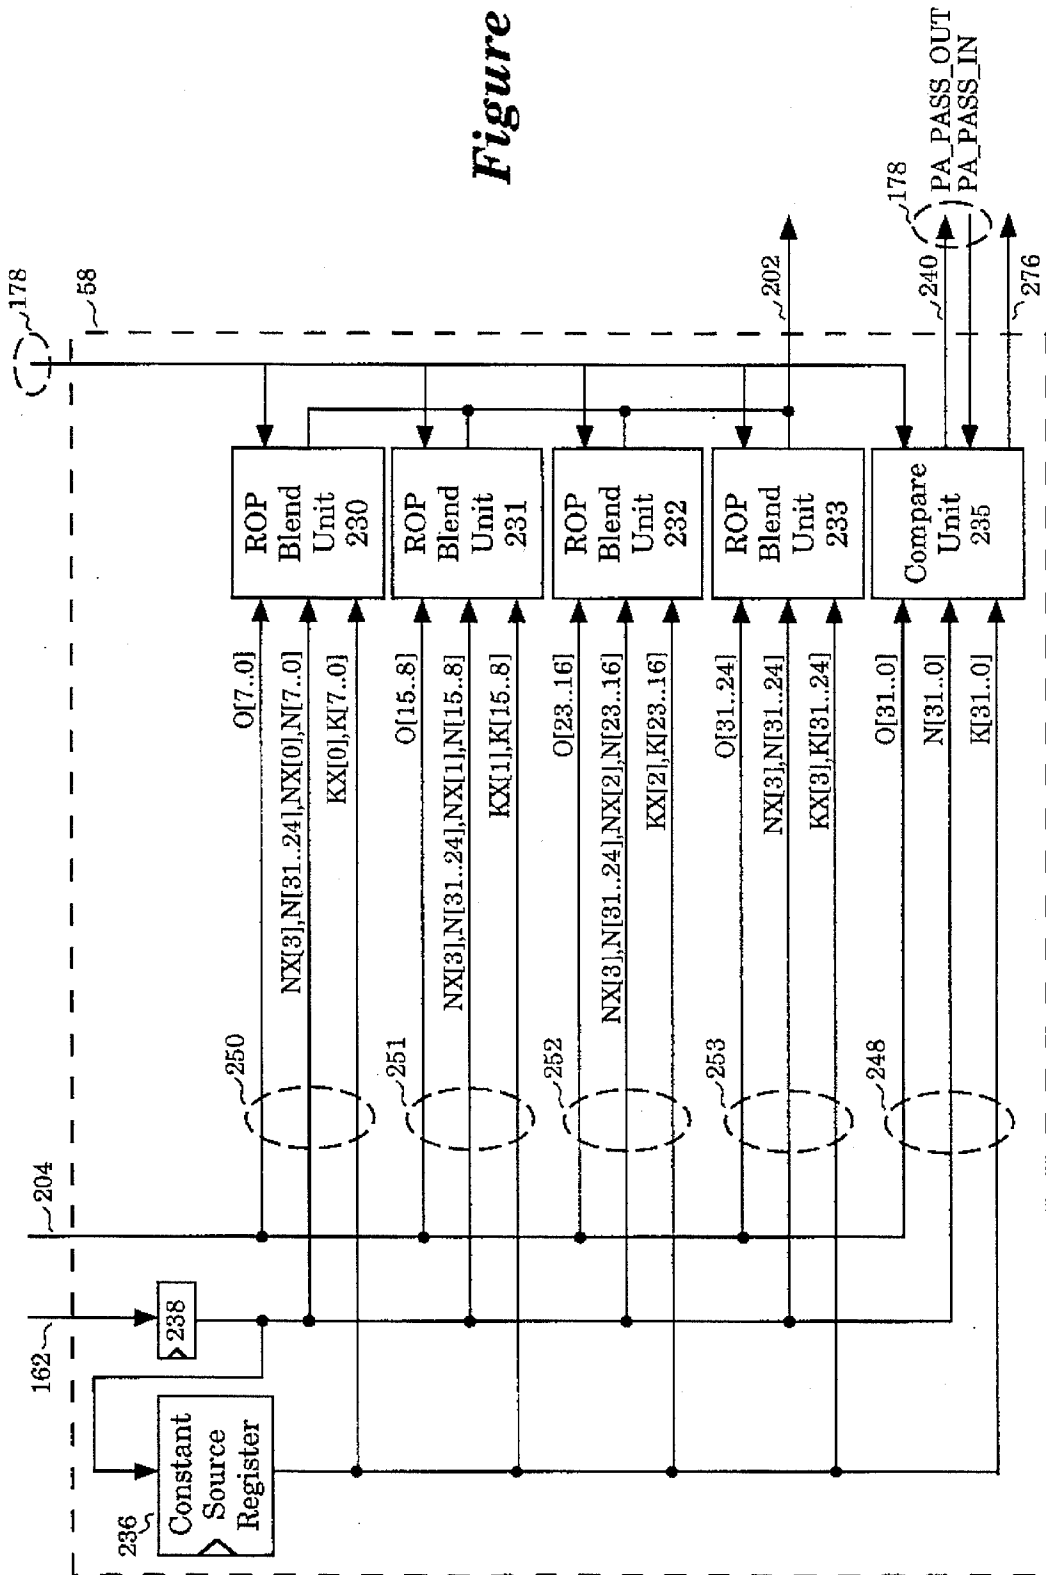 Figure
178
58
204
162
238
236
Constant
Source
Register
250
O[7..0]
NX[3],N[31..24],NX[0],N[7..0]
KX[0],K[7..0]
ROP
Blend
Unit
230
251
O[15..8]
NX[3],N[31..24],NX[1],N[15..8]
KX[1],K[15..8]
ROP
Blend
Unit
231
252
O[23..16]
NX[3],N[31..24],NX[2],N[23..16]
KX[2],K[23..16]
ROP
Blend
Unit
232
253
O[31..24]
NX[3],N[31..24]
KX[3],K[31..24]
ROP
Blend
Unit
233
202
248
O[31..0]
N[31..0]
K[31..0]
Compare
Unit
235
240
178
PA_PASS_OUT
PA_PASS_IN
276